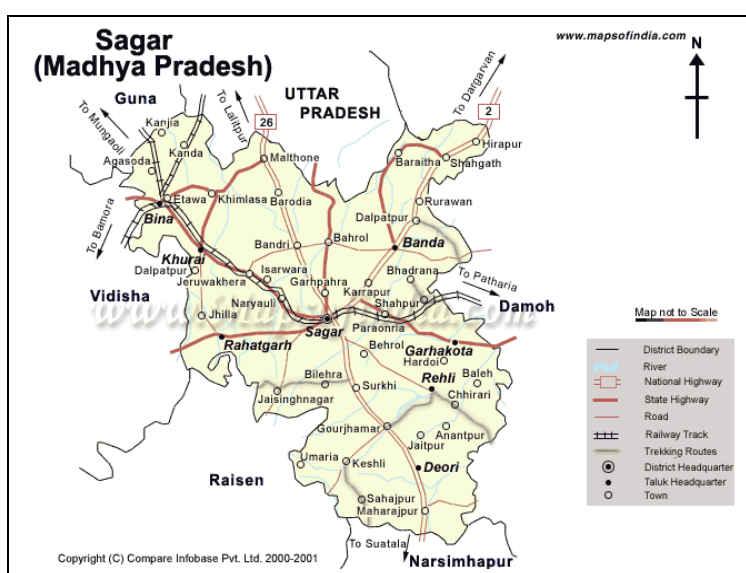 Sagar
(Madhya Pradesh)
www.mapsofindia.com
N
Guna
To Mungaoli
To Lalitpur
26
UTTAR
PRADESH
To Dargarvan
2
Kanjia
Kanda
Agasoda
Malthone
Baraitha
Hirapur
Shahgath
Etawa
Khimlasa
Barodia
Rurawan
Bina
Dalpatpur
To Bamora
Khurai
Bandri
Bahrol
Banda
Dalpatpur
Isarwara
Bhadrana
To Patharia
Jeruwakhera
Garhpahra
Karrapur
Vidisha
Naryauli
Shahpur
Damoh
Map not to Scale
www.mapsofindia.com
Jhilla
Sagar
Paraonria
Rahatgarh
Behrol
Garhakota
Hardoi
Bilehra
Rehli
Baleh
Jaisinghnagar
Surkhi
Chhirari
Gourjhamar
Anantpur
Jaitpur
Umaria
Keshli
Deori
Raisen
Sahajpur
Maharajpur
To Suatala
Narsimhapur
District Boundary
River
National Highway
State Highway
Road
Railway Track
Trekking Routes
District Headquarter
Taluk Headquarter
Town
Copyright (C) Compare Infobase Pvt. Ltd. 2000-2001